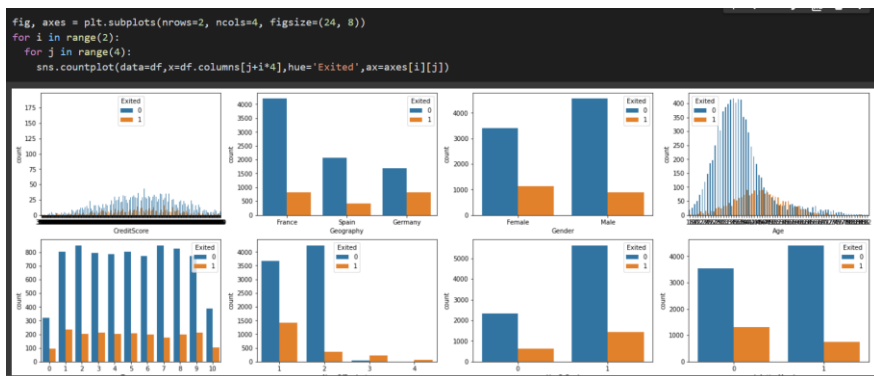 fig, axes = plt.subplots(nrows=2, ncols=4, figsize=(24, 8))
for i in range(2):
for j in range(4):
sns.countplot(data=df,x=df.columns[j+i*4],hue='Exited',ax=axes[i][j])
Exited
0
1
175
150
125
100
75
50
25
0
count
CreditScore
Exited
0
1
4000
3500
3000
2500
2000
1500
1000
500
0
count
France Spain Germany
Geography
Exited
0
1
4000
3000
2000
1000
0
count
Female Male
Gender
Exited
0
1
400
350
300
250
200
150
100
50
0
count
Age
Exited
0
1
800
700
600
500
400
300
200
100
0
count
0 1 2 3 4 5 6 7 8 9 10
Exited
0
1
4000
3500
3000
2500
2000
1500
1000
500
0
count
1 2 3 4
Exited
0
1
5000
4000
3000
2000
1000
0
count
0 1
Exited
0
1
4000
3000
2000
1000
0
count
0 1